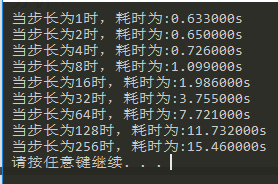 当步长为1时，耗时为:0.633000s
当步长为2时，耗时为:0.650000s
当步长为4时，耗时为:0.726000s
当步长为8时，耗时为:1.099000s
当步长为16时，耗时为:1.986000s
当步长为32时，耗时为:3.755000s
当步长为64时，耗时为:7.721000s
当步长为128时，耗时为:11.732000s
当步长为256时，耗时为:15.460000s
请按任意键继续. . .